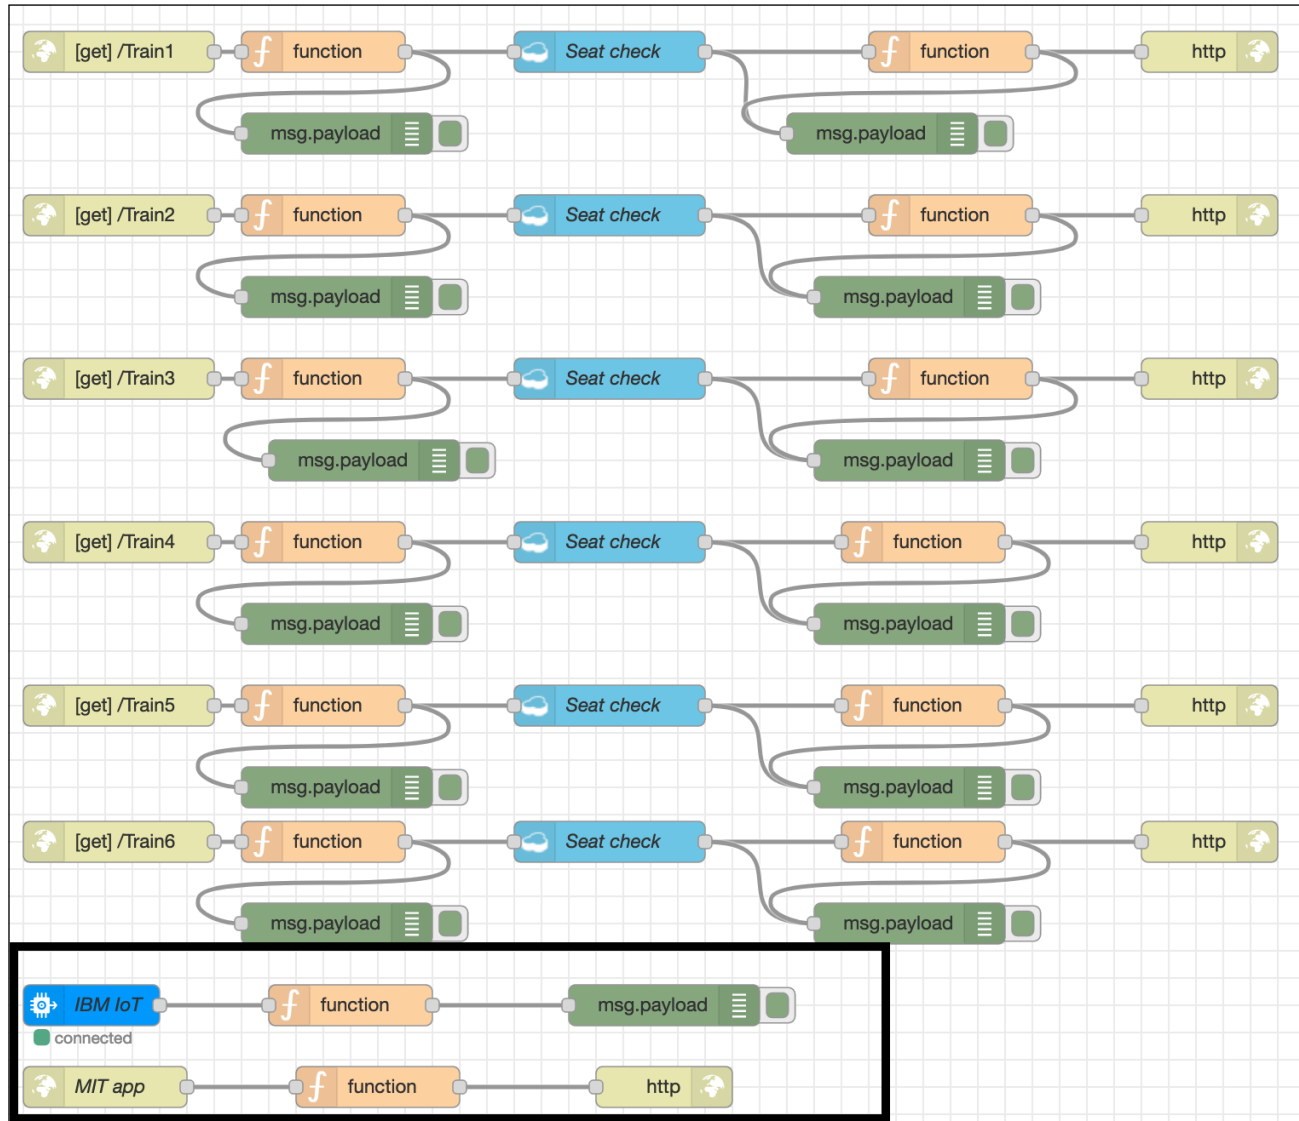 [get] /Train1 function Seat check function http
msg.payload msg.payload
[get] /Train2 function Seat check function http
msg.payload msg.payload
[get] /Train3 function Seat check function http
msg.payload msg.payload
[get] /Train4 function Seat check function http
msg.payload msg.payload
[get] /Train5 function Seat check function http
msg.payload msg.payload
[get] /Train6 function Seat check function http
msg.payload msg.payload
IBM IoT function msg.payload
connected
MIT app function http